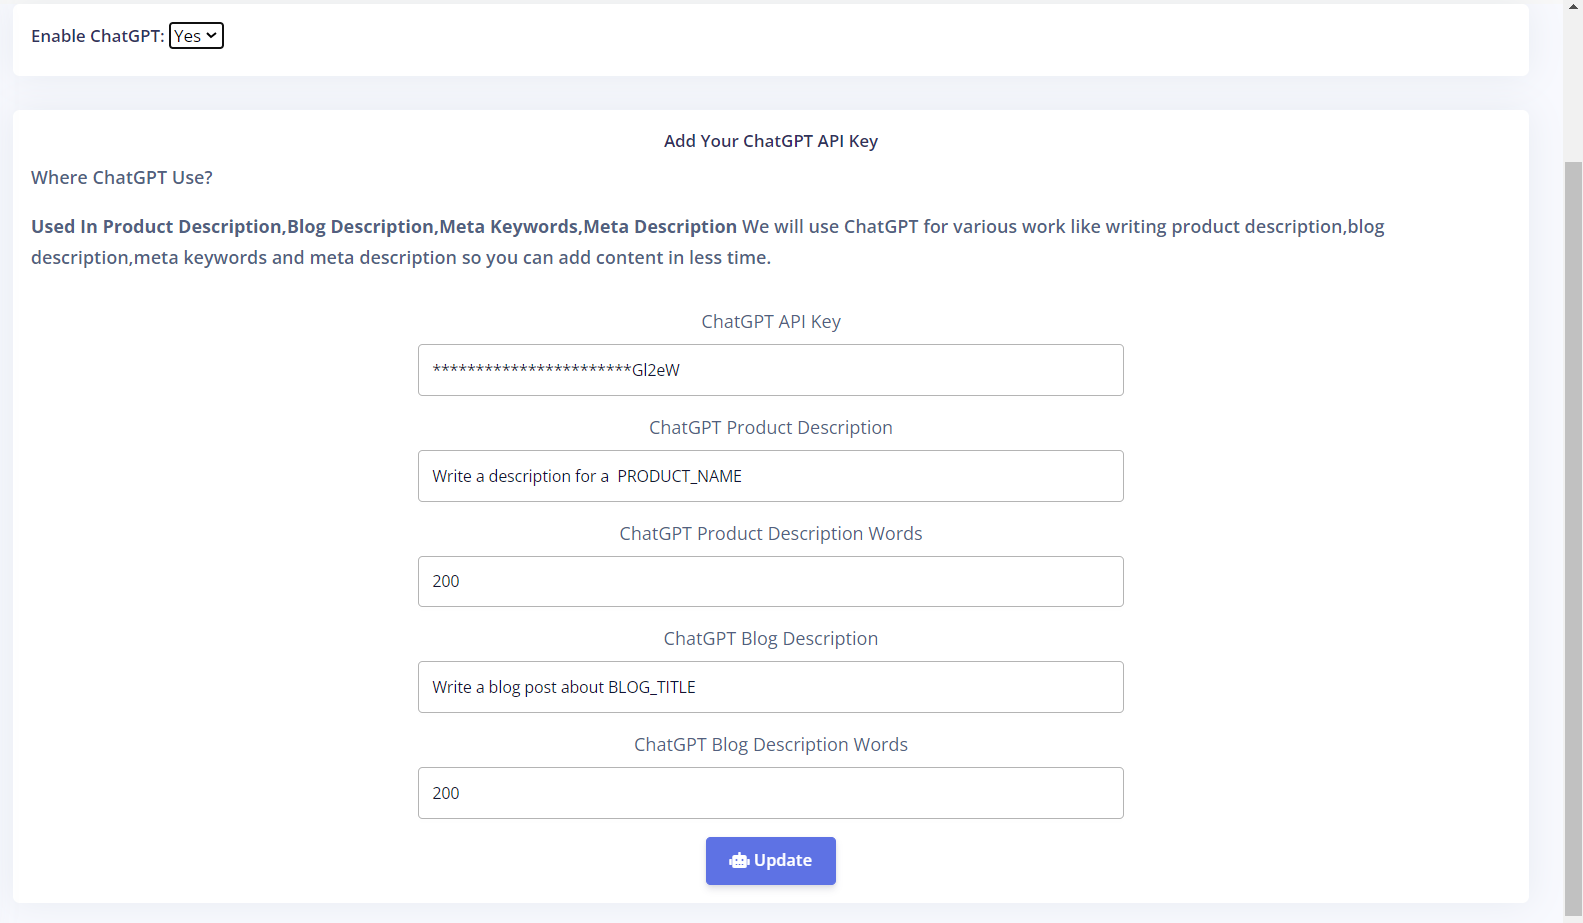 Enable ChatGPT: Yes
Add Your ChatGPT API Key
Where ChatGPT Use?
Used In Product Description,Blog Description,Meta Keywords,Meta Description We will use ChatGPT for various work like writing product description,blog
description,meta keywords and meta description so you can add content in less time.
ChatGPT API Key
***********************Gl2eW
ChatGPT Product Description
Write a description for a  PRODUCT_NAME
ChatGPT Product Description Words
200
ChatGPT Blog Description
Write a blog post about BLOG_TITLE
ChatGPT Blog Description Words
200
Update